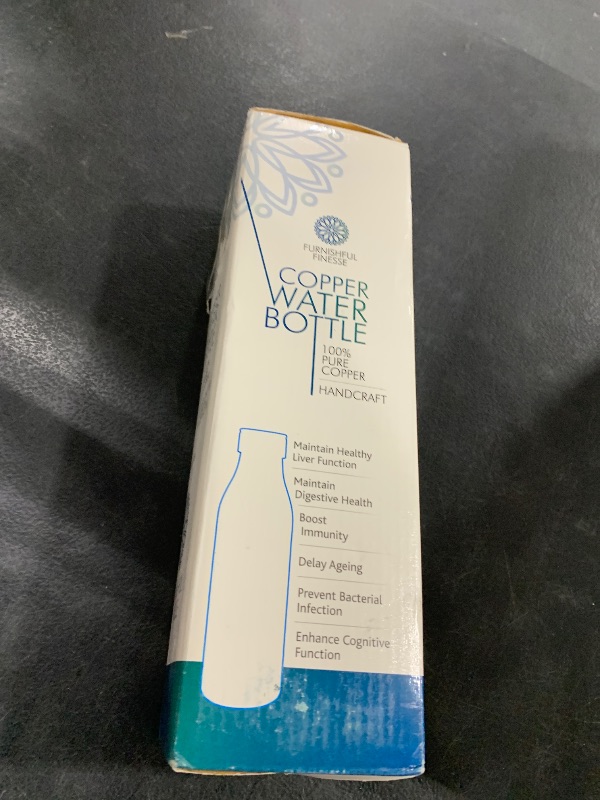 FURNISHFUL
FINESSE
COPPER
WATER
BOTTLE
100%
PURE
COPPER
HANDCRAFT
Maintain Healthy
Liver Function
Maintain
Digestive Health
Boost
Immunity
Delay Ageing
Prevent Bacterial
Infection
Enhance Cognitive
Function